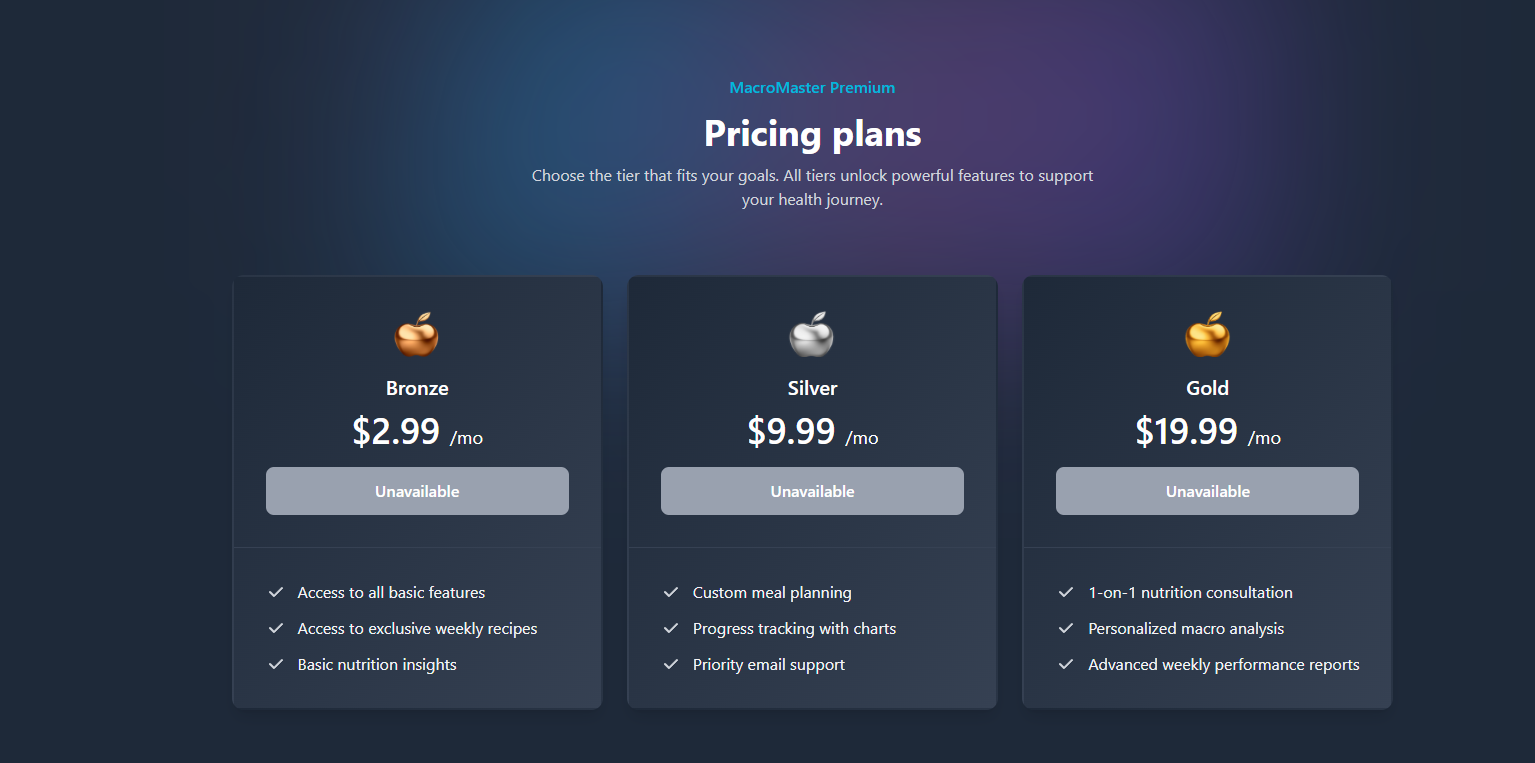 MacroMaster Premium
Pricing plans
Choose the tier that fits your goals. All tiers unlock powerful features to support
your health journey.
Bronze
$2.99 /mo
Unavailable
Access to all basic features
Access to exclusive weekly recipes
Basic nutrition insights
Silver
$9.99 /mo
Unavailable
Custom meal planning
Progress tracking with charts
Priority email support
Gold
$19.99 /mo
Unavailable
1-on-1 nutrition consultation
Personalized macro analysis
Advanced weekly performance reports